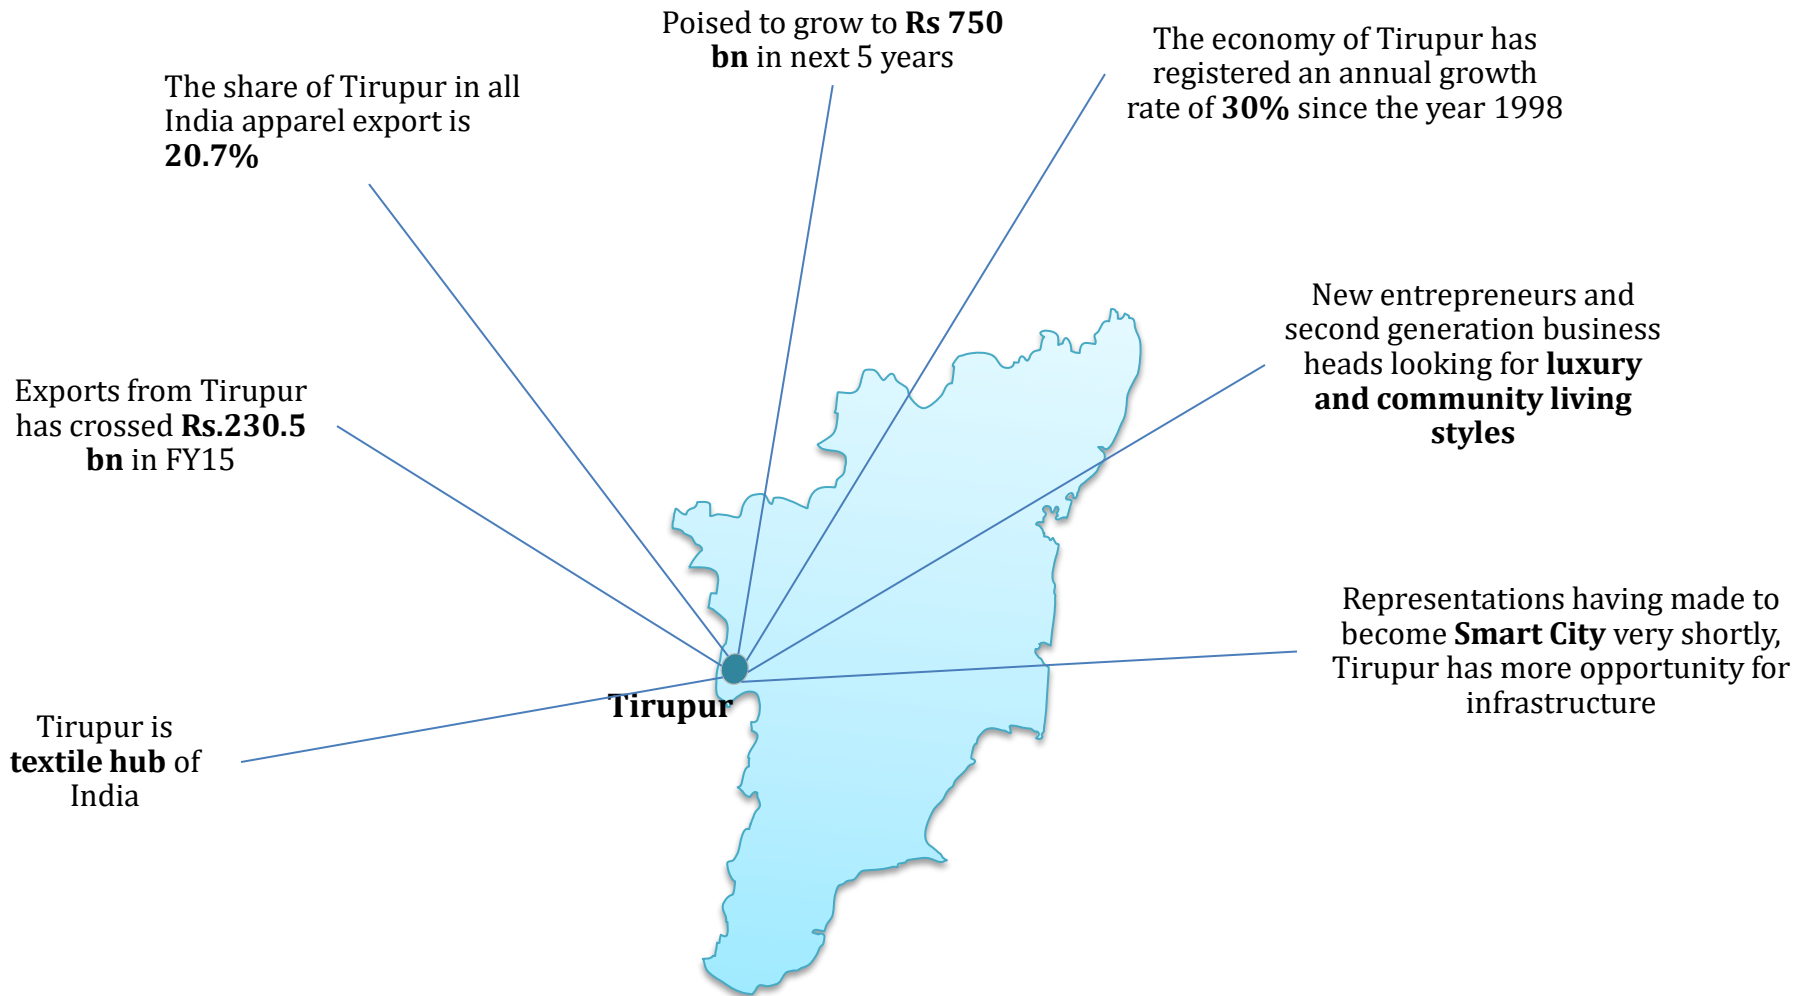 Poised to grow to Rs 750
bn in next 5 years
The economy of Tirupur has
registered an annual growth
rate of 30% since the year 1998
The share of Tirupur in all
India apparel export is
20.7%
New entrepreneurs and
second generation business
heads looking for luxury
and community living
styles
Exports from Tirupur
has crossed Rs.230.5
bn in FY15
Representations having made to
become Smart City very shortly,
Tirupur has more opportunity for
infrastructure
Tirupur
Tirupur is
textile hub of
India